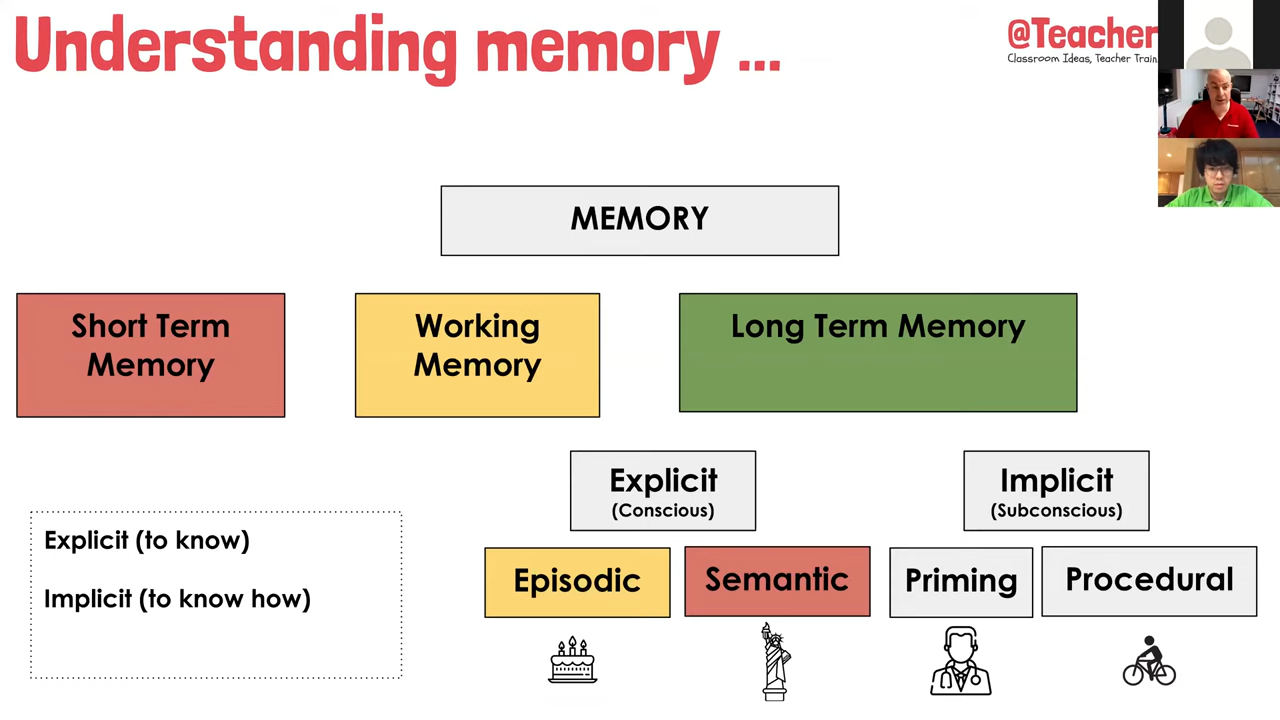 Understanding memory ...
@Teacher
Classroom Ideas, Teacher Train
MEMORY
Short Term
Memory
Working
Memory
Long Term Memory
Explicit
(Conscious)
Implicit
(Subconscious)
Explicit (to know)
Implicit (to know how)
Episodic
Semantic
Priming
Procedural